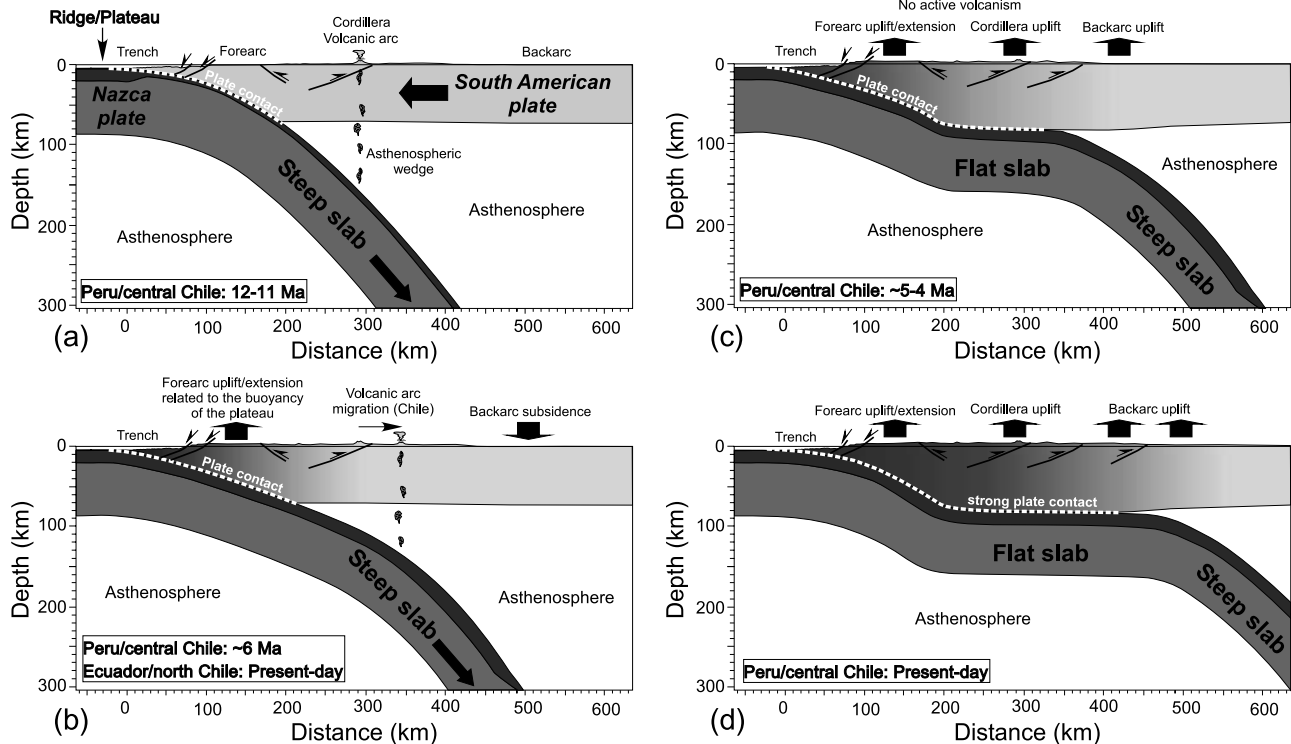 Ridge/Plateau
Trench
Forearc
Cordillera
Volcanic arc
Backarc
Plate contact
Nazca
plate
South American
plate
Asthenospheric
wedge
Steep slab
Asthenosphere
Asthenosphere
Peru/central Chile: 12-11 Ma
0
100
200
300
Depth (km)
0 100 200 300 400 500 600
(a)
Distance (km)
No active volcanism
Forearc uplift/extension
Cordillera uplift
Backarc uplift
Trench
Plate contact
Flat slab
Steep slab
Asthenosphere
Asthenosphere
Peru/central Chile: ~5-4 Ma
0
100
200
300
Depth (km)
0 100 200 300 400 500 600
(c)
Distance (km)
Forearc uplift/extension
related to the buoyancy
of the plateau
Volcanic arc
migration (Chile)
Backarc subsidence
Trench
Plate contact
Steep slab
Asthenosphere
Asthenosphere
Peru/central Chile: ~6 Ma
Ecuador/north Chile: Present-day
0
100
200
300
Depth (km)
0 100 200 300 400 500 600
(b)
Distance (km)
Forearc uplift/extension
Cordillera uplift
Backarc uplift
Trench
strong plate contact
Flat slab
Steep slab
Asthenosphere
Peru/central Chile: Present-day
0
100
200
300
Depth (km)
0 100 200 300 400 500 600
(d)
Distance (km)